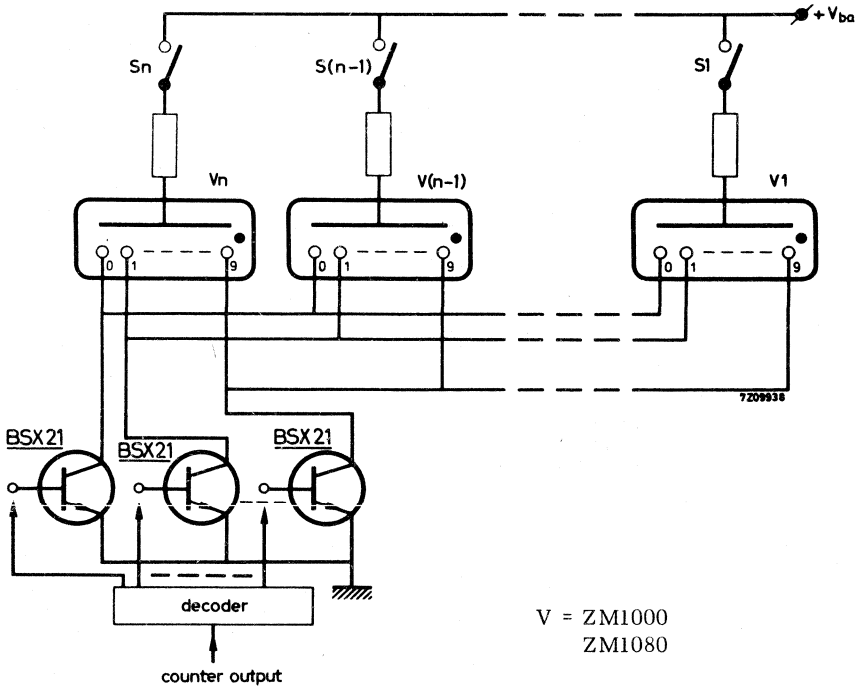 + Vba
Sn
S(n-1)
S1
Vn
V(n-1)
V1
0
1
9
0
1
9
0
1
9
7Z09938
BSX21
BSX21
BSX21
decoder
counter output
V = ZM1000
ZM1080